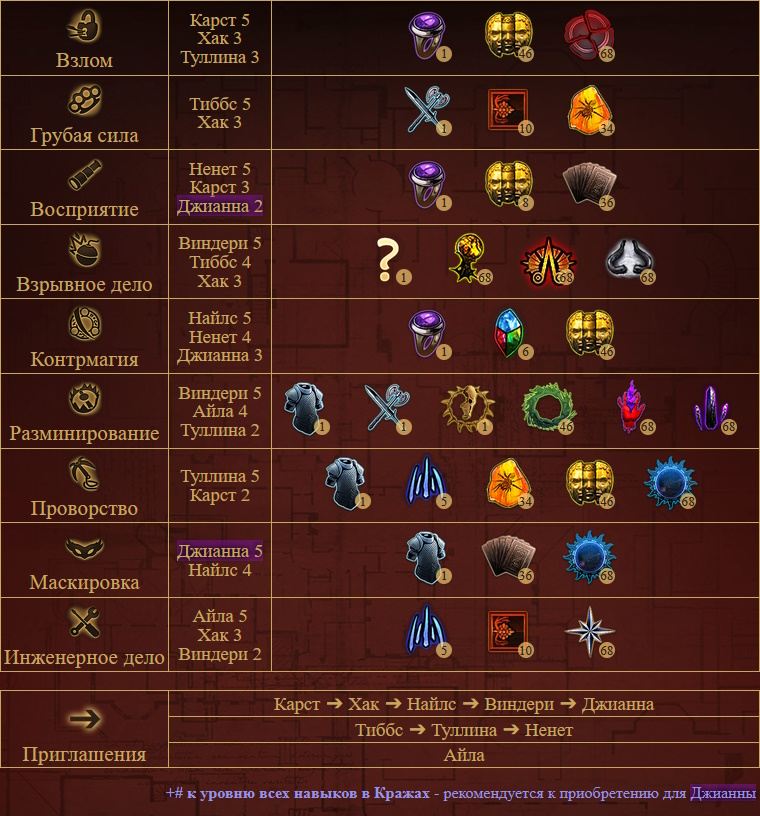 Карст 5
Хак 3
Туллина 3
Взлом
1 46 68
Тиббс 5
Хак 3
Грубая сила
1 10 34
Ненет 5
Карст 3
Джианна 2
Восприятие
1 8 36
Виндери 5
Тиббс 4
Хак 3
Взрывное дело
? 1 68 68 68
Найлс 5
Ненет 4
Джианна 3
Контрмагия
1 6 46
Виндери 5
Айла 4
Туллина 2
Разминирование
1 1 1 46 68 68
Туллина 5
Карст 2
Проворство
1 5 34 46 68
Джианна 5
Найлс 4
Маскировка
1 36 68
Айла 5
Хак 3
Виндери 2
Инженерное дело
5 10 68
Карст ➔ Хак ➔ Найлс ➔ Виндери ➔ Джианна
Тиббс ➔ Туллина ➔ Ненет
Айла
Приглашения
+# к уровню всех навыков в Кражах - рекомендуется к приобретению для Джианны